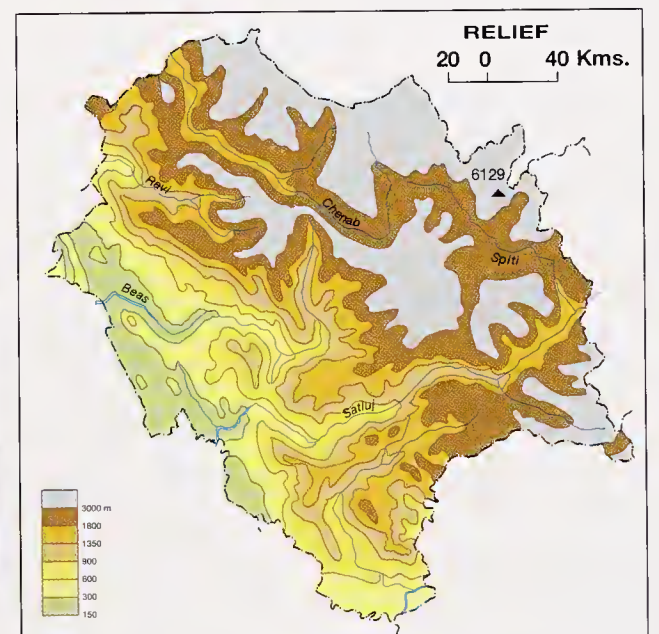 RELIEF
20 0 40 Kms.
6129
Ravi
Chenab
Spiti
Beas
Satluj
3000 m
1800
1350
900
600
300
150